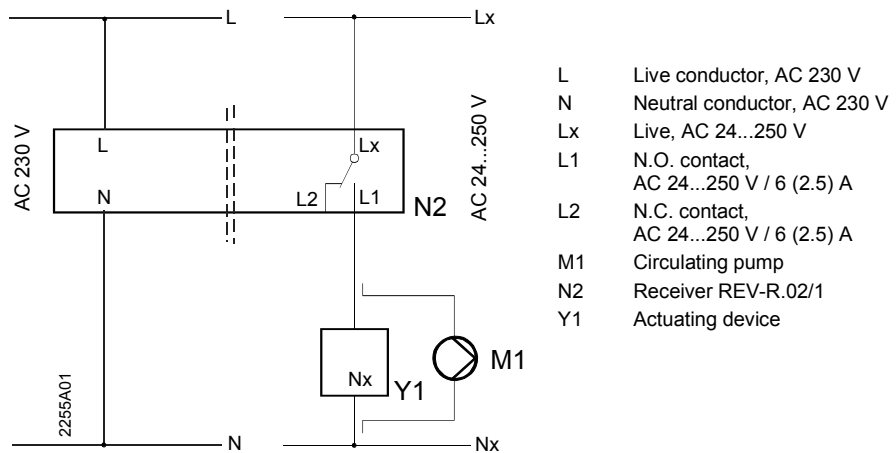 L
Lx
AC 230 V
L
N
Lx
L2
L1
N2
AC 24...250 V
Nx
Y1
M1
2255A01
N
Nx
L Live conductor, AC 230 V
N Neutral conductor, AC 230 V
Lx Live, AC 24...250 V
L1 N.O. contact,
AC 24...250 V / 6 (2.5) A
L2 N.C. contact,
AC 24...250 V / 6 (2.5) A
M1 Circulating pump
N2 Receiver REV-R.02/1
Y1 Actuating device